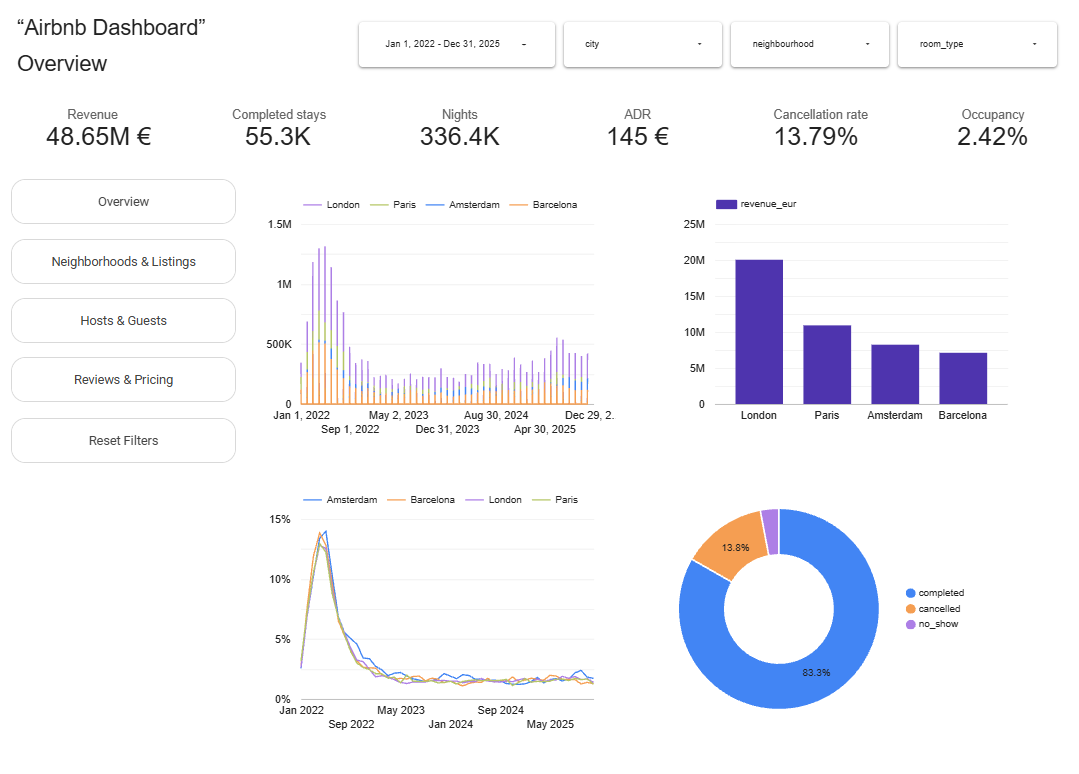 “Airbnb Dashboard”
Overview
Jan 1, 2022 - Dec 31, 2025
city
neighbourhood
room_type
Revenue
48.65M €
Completed stays
55.3K
Nights
336.4K
ADR
145 €
Cancellation rate
13.79%
Occupancy
2.42%
Overview
Neighborhoods & Listings
Hosts & Guests
Reviews & Pricing
Reset Filters
London Paris Amsterdam Barcelona
1.5M
1M
500K
0
Jan 1, 2022 May 2, 2023 Aug 30, 2024 Dec 29, 2.
Sep 1, 2022 Dec 31, 2023 Apr 30, 2025
revenue_eur
25M
20M
15M
10M
5M
0
London Paris Amsterdam Barcelona
Amsterdam Barcelona London Paris
15%
10%
5%
0%
Jan 2022 May 2023 Sep 2024
Sep 2022 Jan 2024 May 2025
13.8%
83.3%
completed
cancelled
no_show